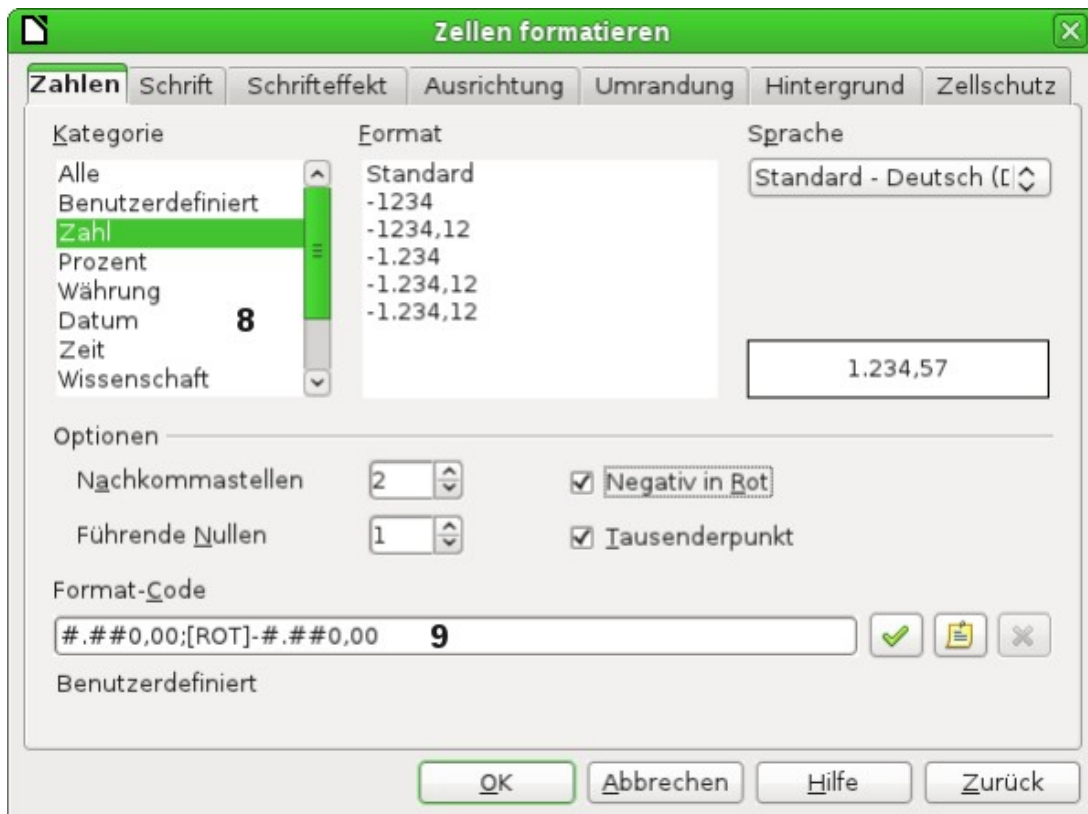 Zellen formatieren
Zahlen Schrift Schrifteffekt Ausrichtung Umrandung Hintergrund Zellschutz
Kategorie
Alle
Benutzerdefiniert
Zahl
Prozent
Währung
Datum
Zeit
Wissenschaft
8
Format
Standard
-1234
-1234,12
-1.234
-1.234,12
-1.234,12
Sprache
Standard - Deutsch (D
1.234,57
Optionen
Nachkommastellen 2 Negativ in Rot
Führende Nullen 1 Tausenderpunkt
Format-Code
#.##0,00;[ROT]-#.##0,00 9
Benutzerdefiniert
OK Abbrechen Hilfe Zurück